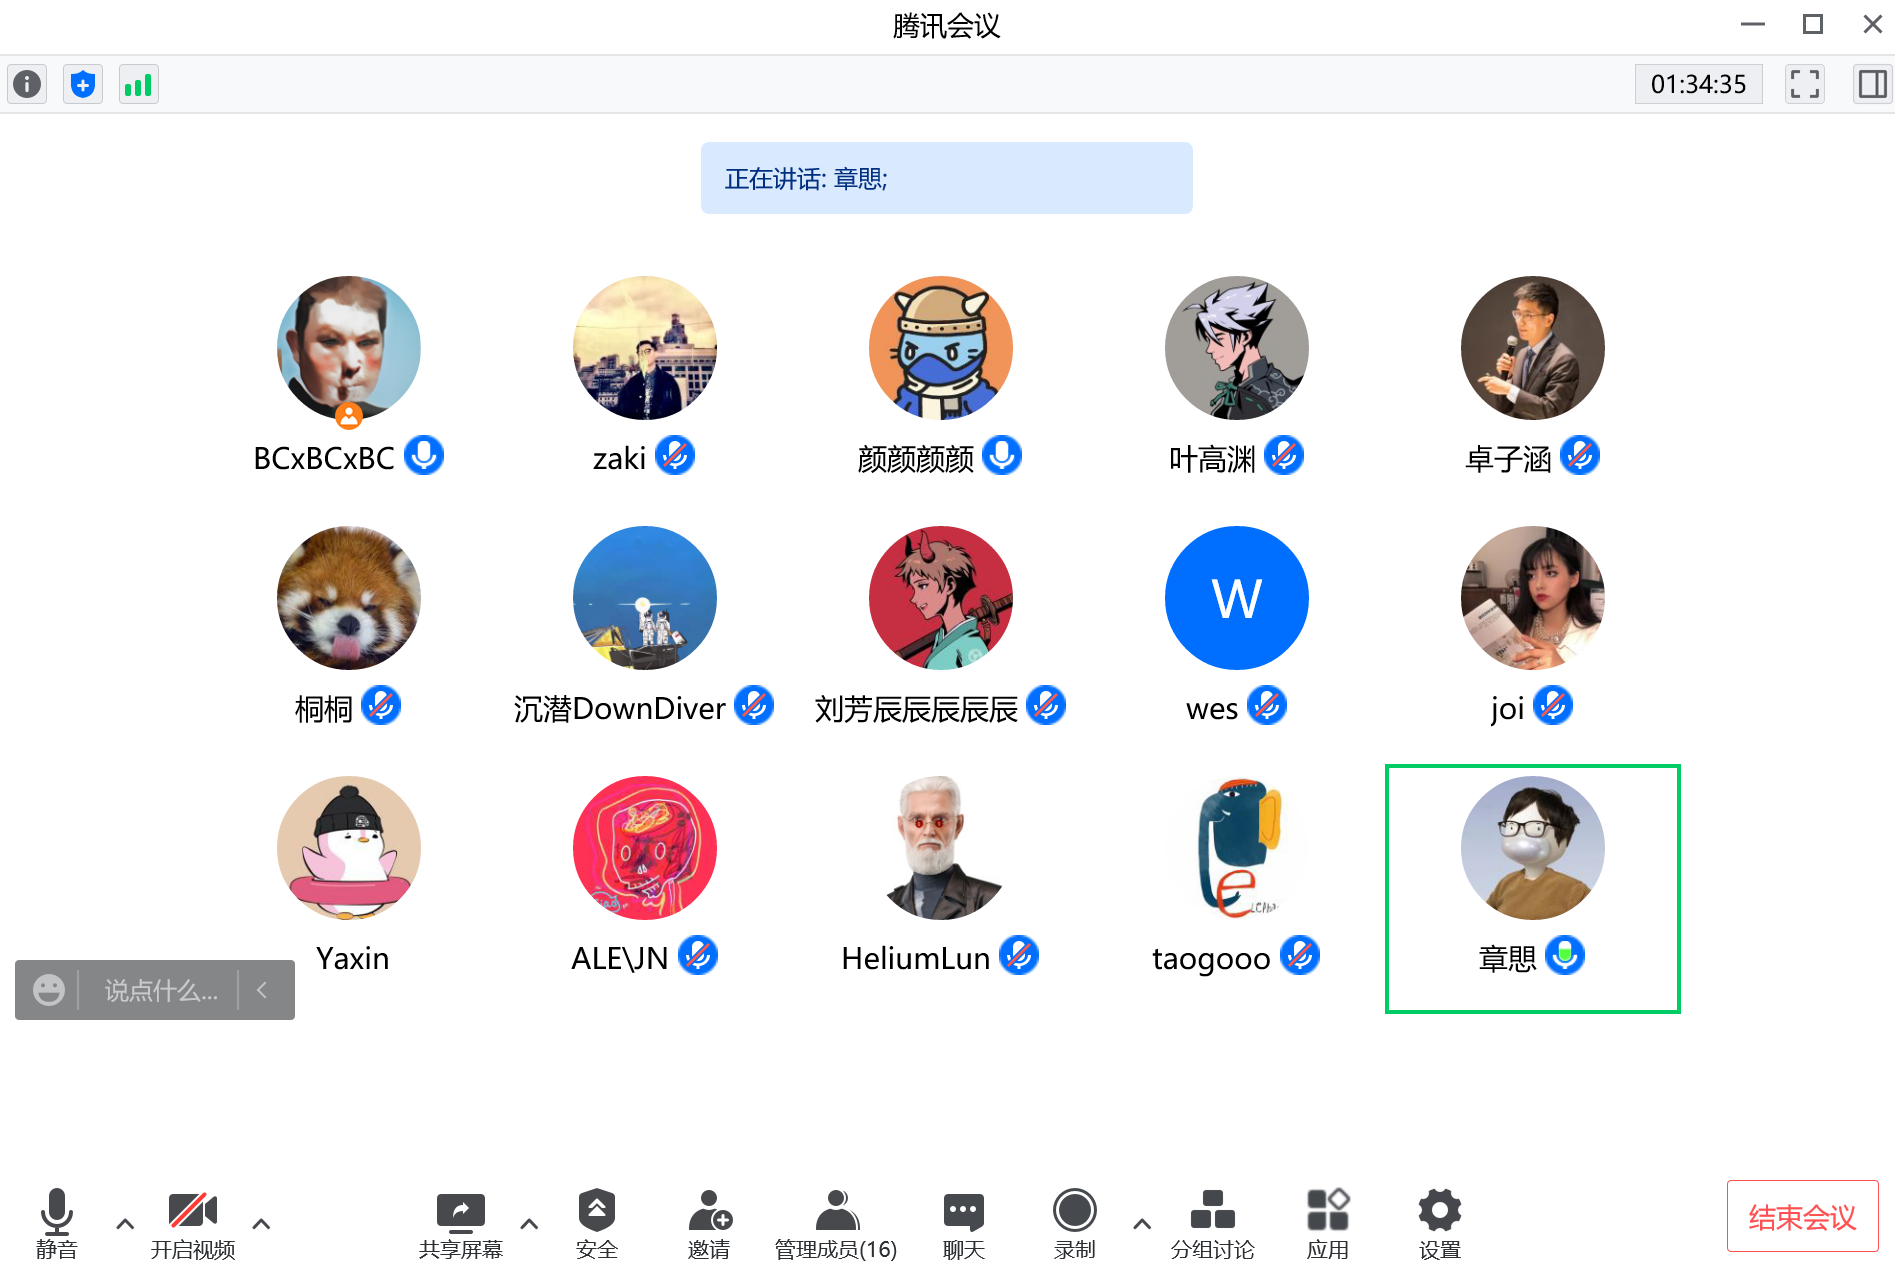 腾讯会议
01:34:35
正在讲话: 章愳;
BCxBCxBC
zaki
颜颜颜颜
叶高渊
卓子涵
桐桐
沉潜DownDiver
刘芳辰辰辰辰辰
W
wes
joi
Yaxin
ALE\JN
HeliumLun
taogooo
章愳
说点什么...
静音
开启视频
共享屏幕
安全
邀请
管理成员(16)
聊天
录制
分组讨论
应用
设置
结束会议